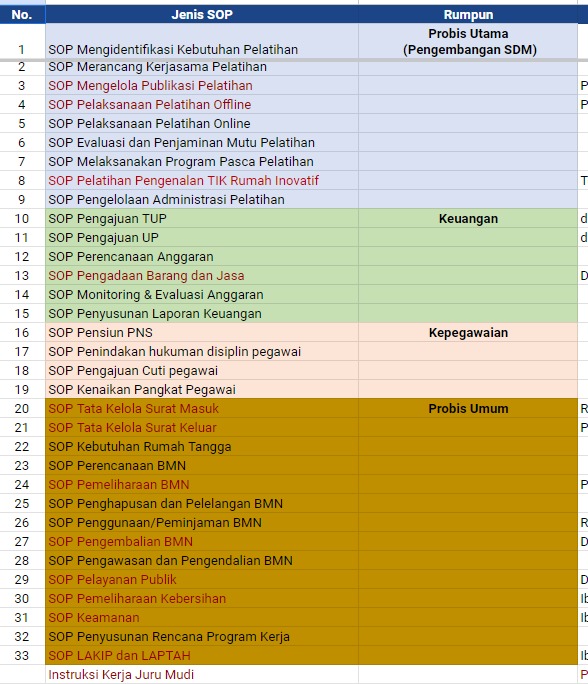 No. Jenis SOP Rumpun
Probis Utama
1 SOP Mengidentifikasi Kebutuhan Pelatihan (Pengembangan SDM)
2 SOP Merancang Kerjasama Pelatihan
3 SOP Mengelola Publikasi Pelatihan P
4 SOP Pelaksanaan Pelatihan Offline P
5 SOP Pelaksanaan Pelatihan Online
6 SOP Evaluasi dan Penjaminan Mutu Pelatihan
7 SOP Melaksanakan Program Pasca Pelatihan
8 SOP Pelatihan Pengenalan TIK Rumah Inovatif T
9 SOP Pengelolaan Administrasi Pelatihan
10 SOP Pengajuan TUP Keuangan d
11 SOP Pengajuan UP d
12 SOP Perencanaan Anggaran
13 SOP Pengadaan Barang dan Jasa D
14 SOP Monitoring & Evaluasi Anggaran
15 SOP Penyusunan Laporan Keuangan
16 SOP Pensiun PNS Kepegawaian
17 SOP Penindakan hukuman disiplin pegawai
18 SOP Pengajuan Cuti pegawai
19 SOP Kenaikan Pangkat Pegawai
20 SOP Tata Kelola Surat Masuk Probis Umum R
21 SOP Tata Kelola Surat Keluar P
22 SOP Kebutuhan Rumah Tangga
23 SOP Perencanaan BMN
24 SOP Pemeliharaan BMN P
25 SOP Penghapusan dan Pelelangan BMN
26 SOP Penggunaan/Peminjaman BMN R
27 SOP Pengembalian BMN D
28 SOP Pengawasan dan Pengendalian BMN
29 SOP Pelayanan Publik D
30 SOP Pemeliharaan Kebersihan Ib
31 SOP Keamanan Ib
32 SOP Penyusunan Rencana Program Kerja
33 SOP LAKIP dan LAPTAH Ib
Instruksi Kerja Juru Mudi P